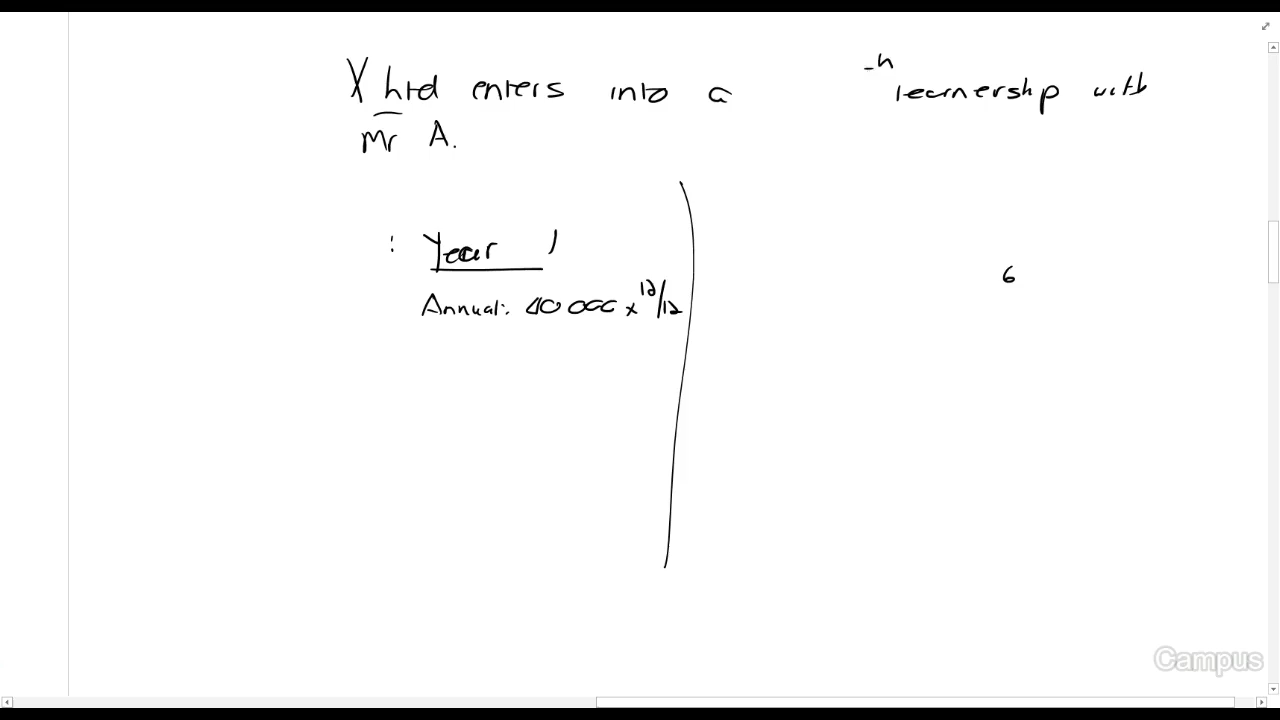 X Ltd enters into a learnership with
Mr A.
: Year 1
Annual: 40 000 x 12/12
6
Campus